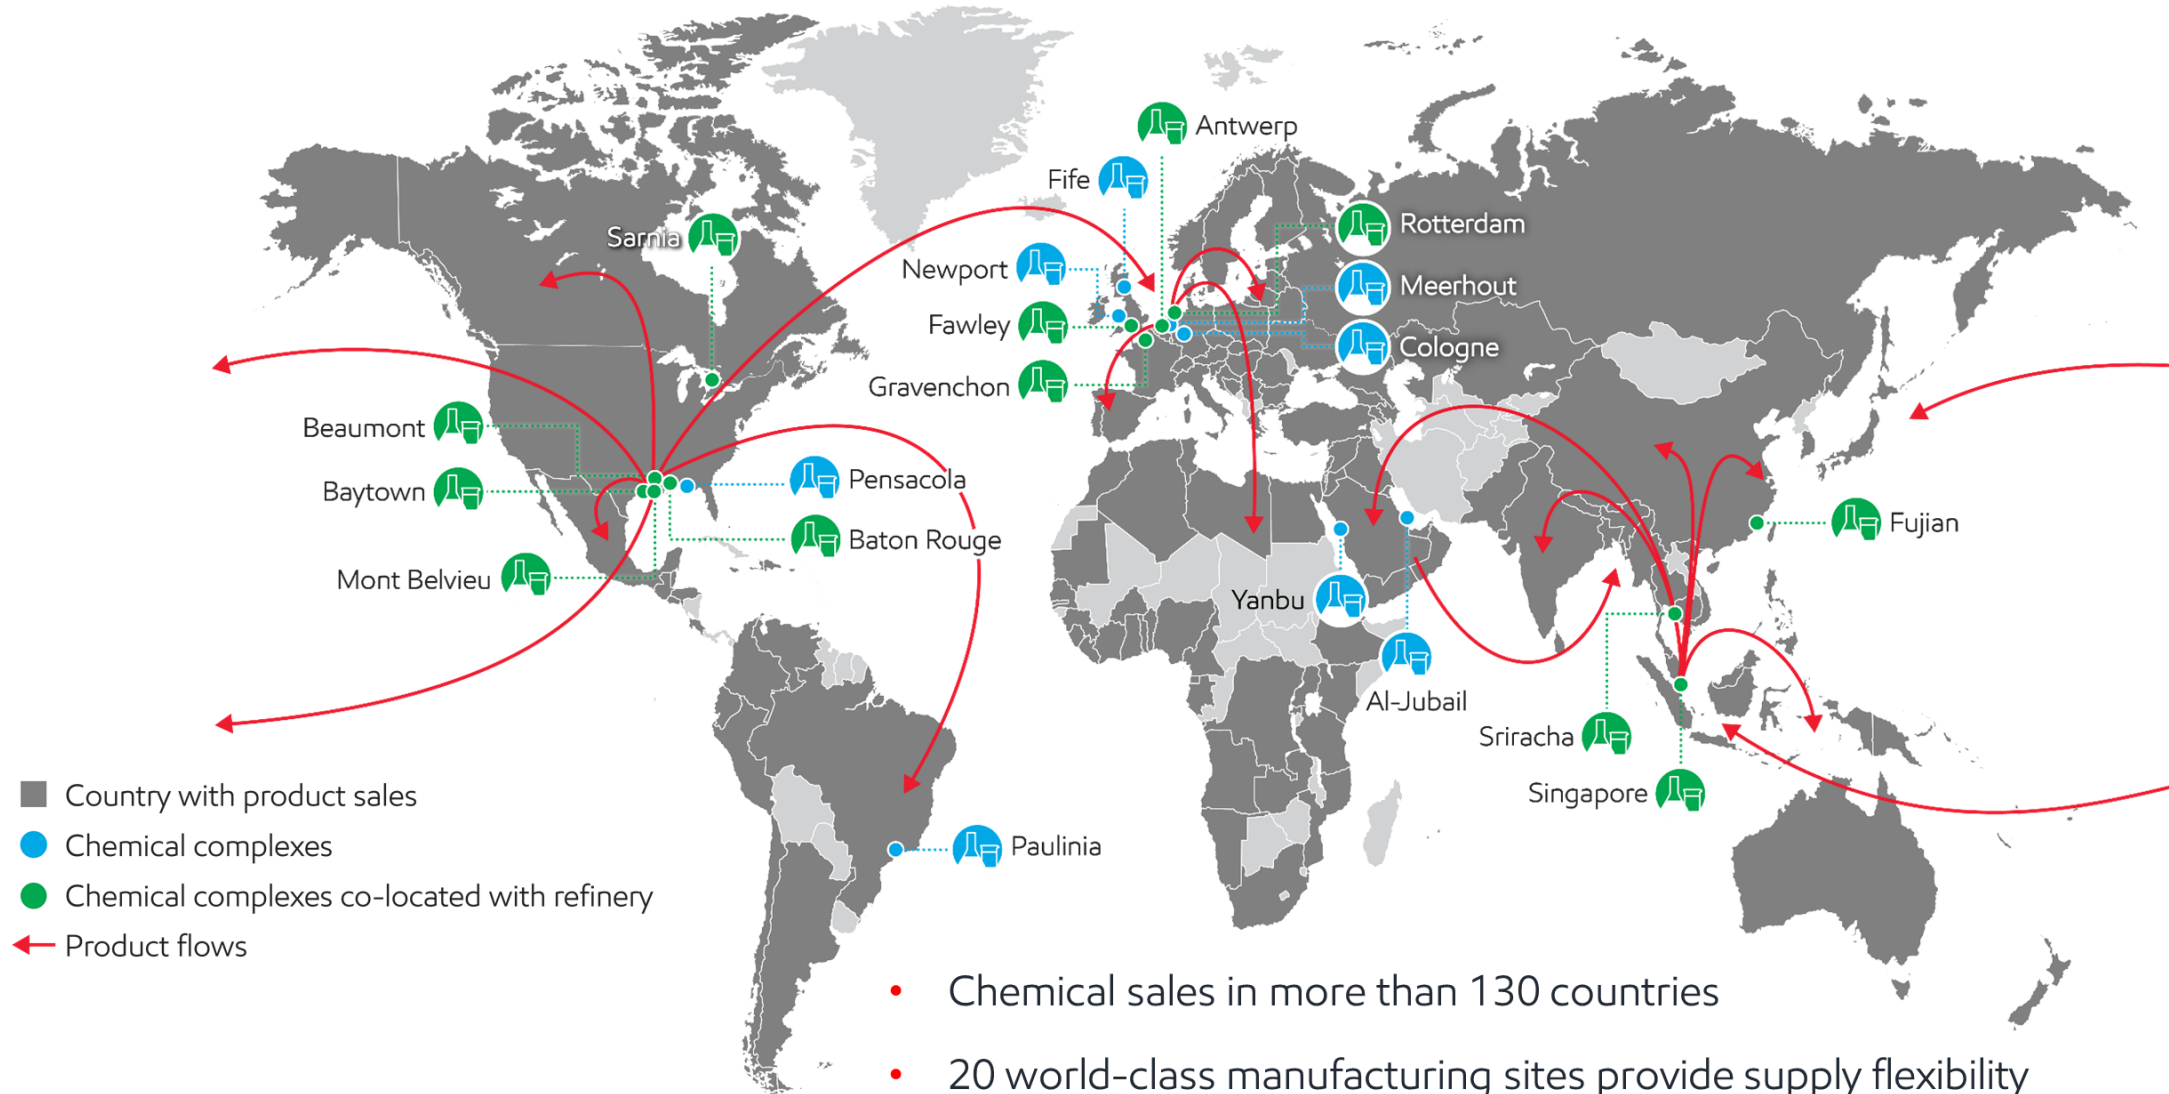 Antwerp
Fife
Sarnia
Rotterdam
Newport
Meerhout
Fawley
Cologne
Gravenchon
Beaumont
Pensacola
Baytown
Fujian
Baton Rouge
Mont Belvieu
Yanbu
Al-Jubail
Sriracha
Singapore
Paulinia
Country with product sales
Chemical complexes
Chemical complexes co-located with refinery
Product flows
• Chemical sales in more than 130 countries
• 20 world-class manufacturing sites provide supply flexibility